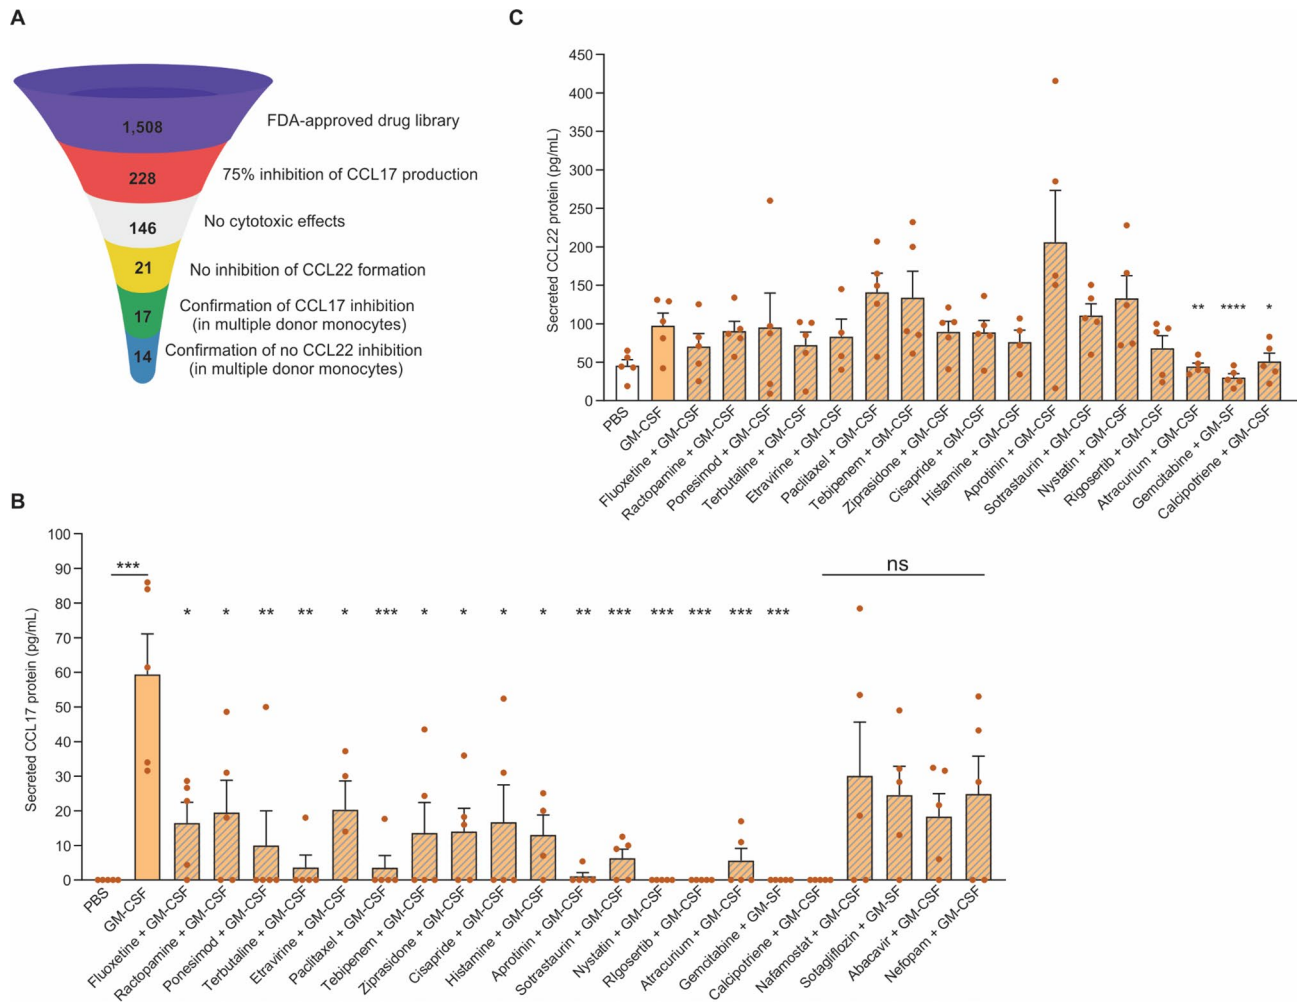 A
1,508
FDA-approved drug library
228
75% inhibition of CCL17 production
146
No cytotoxic effects
21
No inhibition of CCL22 formation
17
Confirmation of CCL17 inhibition
(in multiple donor monocytes)
14
Confirmation of no CCL22 inhibition
(in multiple donor monocytes)
C
Secreted CCL22 protein (pg/mL)
450
400
350
300
250
200
150
100
50
0
**
****
*
PBS
GM-CSF
Fluoxetine + GM-CSF
Ractopamine + GM-CSF
Ponesimod + GM-CSF
Terbutaline + GM-CSF
Etravirine + GM-CSF
Paclitaxel + GM-CSF
Tebipenem + GM-CSF
Ziprasidone + GM-CSF
Cisapride + GM-CSF
Histamine + GM-CSF
Aprotinin + GM-CSF
Sotrastaurin + GM-CSF
Nystatin + GM-CSF
Rigosertib + GM-CSF
Atracurium + GM-CSF
Gemcitabine + GM-SF
Calcipotriene + GM-CSF
B
Secreted CCL17 protein (pg/mL)
100
90
80
70
60
50
40
30
20
10
0
***
*
*
**
**
*
***
*
*
*
*
**
***
***
***
***
***
ns
PBS
GM-CSF
Fluoxetine + GM-CSF
Ractopamine + GM-CSF
Ponesimod + GM-CSF
Terbutaline + GM-CSF
Etravirine + GM-CSF
Paclitaxel + GM-CSF
Tebipenem + GM-CSF
Ziprasidone + GM-CSF
Cisapride + GM-CSF
Histamine + GM-CSF
Aprotinin + GM-CSF
Sotrastaurin + GM-CSF
Nystatin + GM-CSF
Rigosertib + GM-CSF
Atracurium + GM-CSF
Gemcitabine + GM-SF
Calcipotriene + GM-CSF
Nafamostat + GM-CSF
Sotagliflozin + GM-SF
Abacavir + GM-CSF
Nefopam + GM-CSF